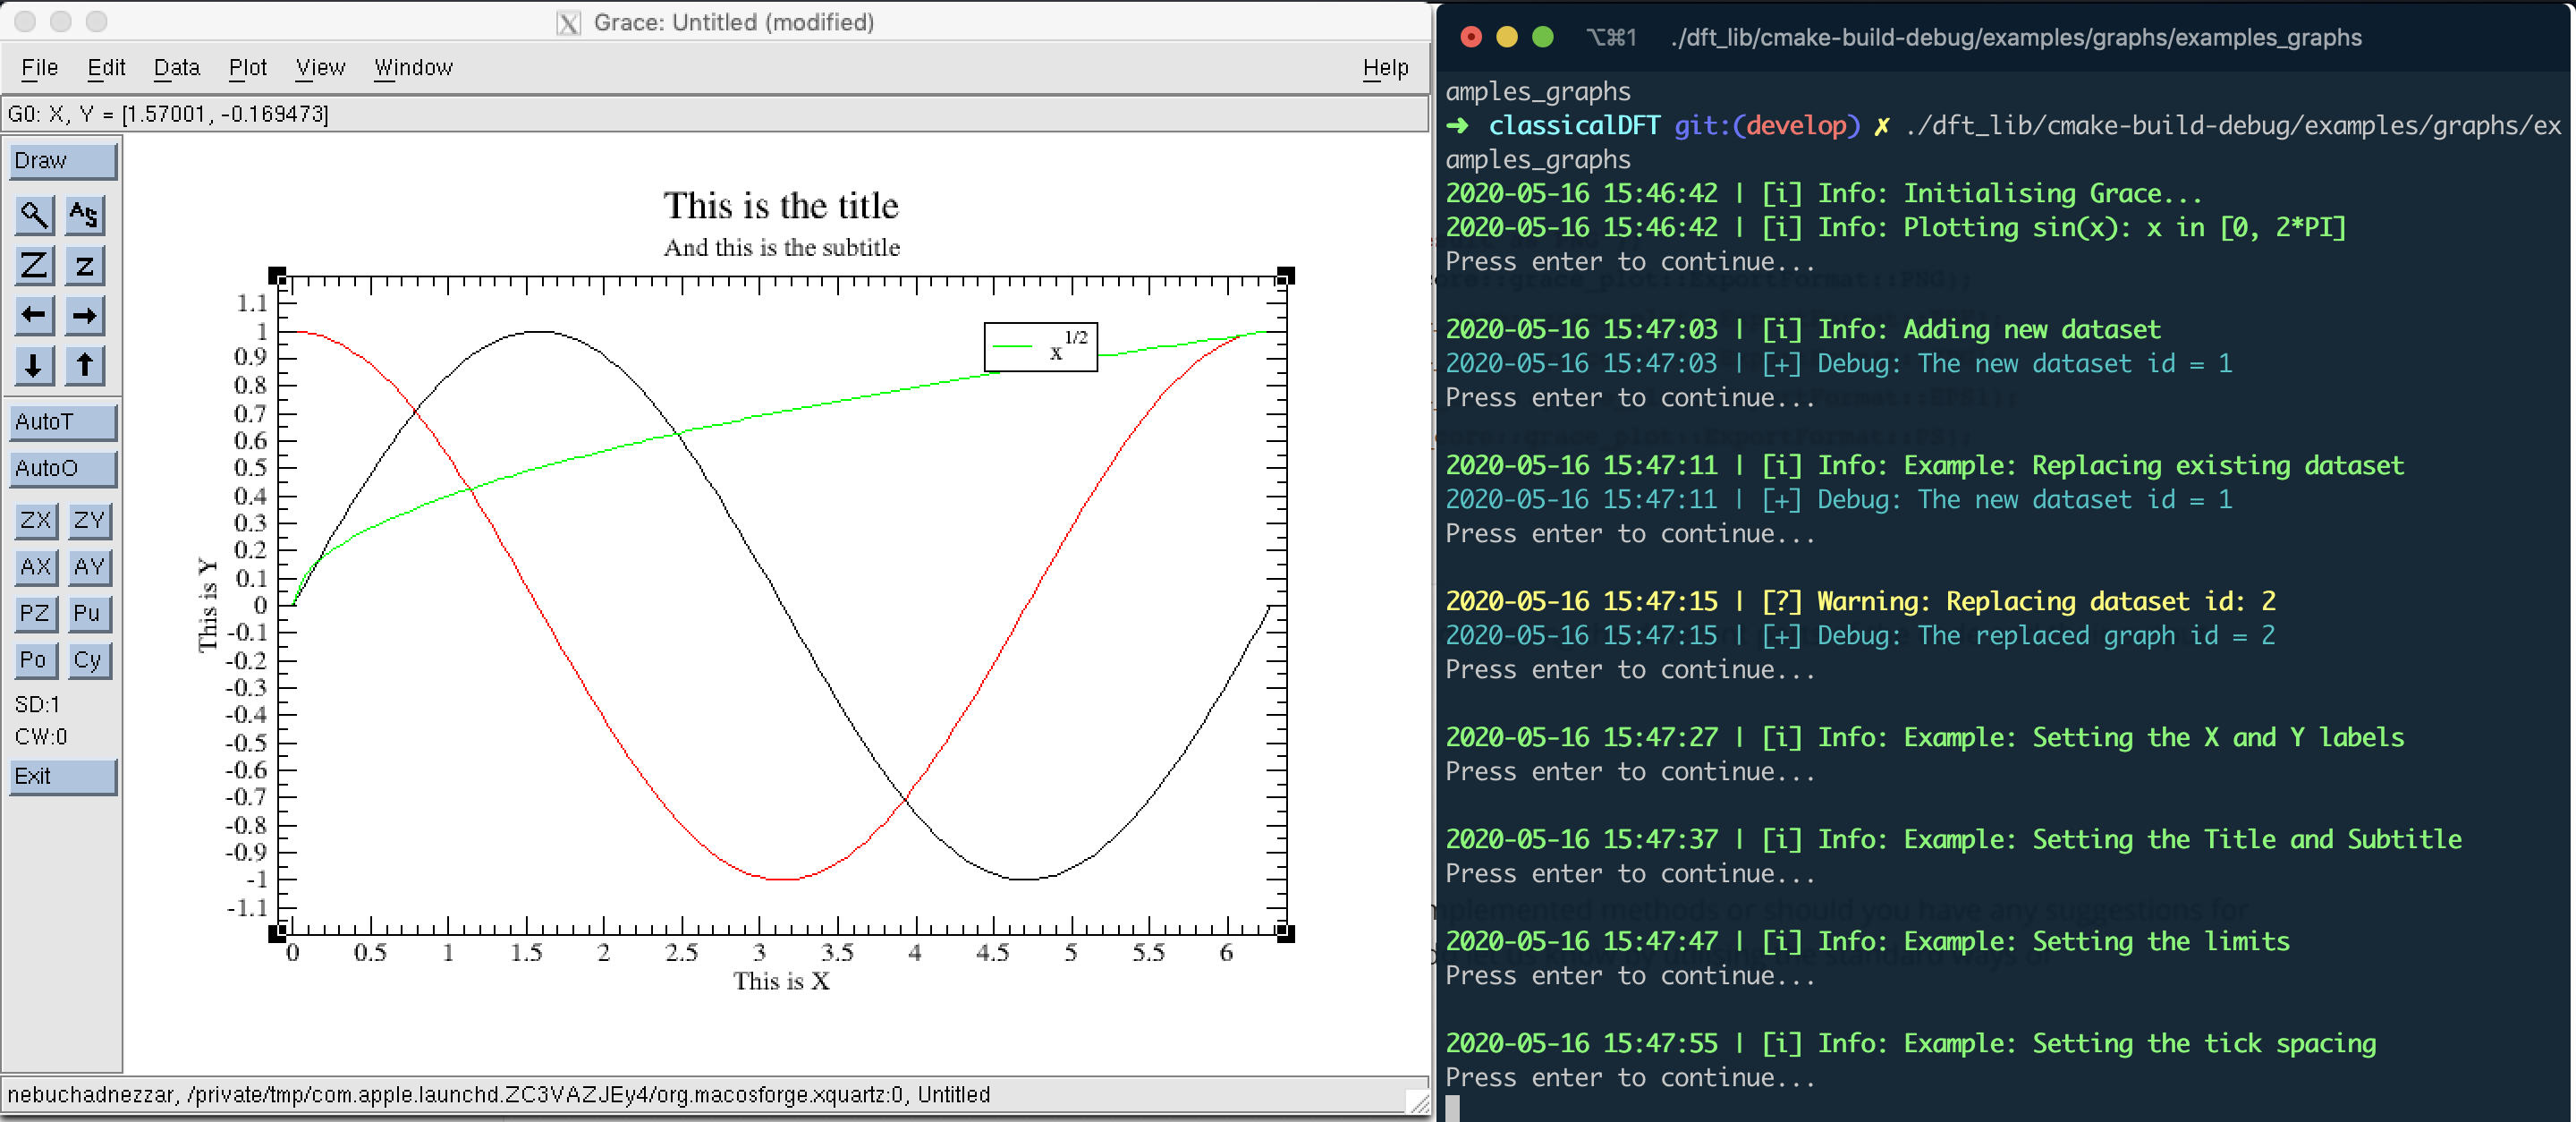 Grace: Untitled (modified)
File Edit Data Plot View Window Help
G0: X, Y = [1.57001, -0.169473]
Draw
A S
Z z
AutoT
AutoO
ZX ZY
AX AY
PZ Pu
Po Cy
SD:1
CW:0
Exit
This is the title
And this is the subtitle
x^1/2
1.1
1
0.9
0.8
0.7
0.6
0.5
0.4
0.3
0.2
0.1
0
-0.1
-0.2
-0.3
-0.4
-0.5
-0.6
-0.7
-0.8
-0.9
-1
-1.1
This is Y
0 0.5 1 1.5 2 2.5 3 3.5 4 4.5 5 5.5 6
This is X
nebuchadnezzar, /private/tmp/com.apple.launchd.ZC3VAZJEy4/org.macosforge.xquartz:0, Untitled
⌥⌘1 ./dft_lib/cmake-build-debug/examples/graphs/examples_graphs
amples_graphs
➜ classicalDFT git:(develop) ✗ ./dft_lib/cmake-build-debug/examples/graphs/ex
amples_graphs
2020-05-16 15:46:42 | [i] Info: Initialising Grace...
2020-05-16 15:46:42 | [i] Info: Plotting sin(x): x in [0, 2*PI]
Press enter to continue...
2020-05-16 15:47:03 | [i] Info: Adding new dataset
2020-05-16 15:47:03 | [+] Debug: The new dataset id = 1
Press enter to continue...
2020-05-16 15:47:11 | [i] Info: Example: Replacing existing dataset
2020-05-16 15:47:11 | [+] Debug: The new dataset id = 1
Press enter to continue...
2020-05-16 15:47:15 | [?] Warning: Replacing dataset id: 2
2020-05-16 15:47:15 | [+] Debug: The replaced graph id = 2
Press enter to continue...
2020-05-16 15:47:27 | [i] Info: Example: Setting the X and Y labels
Press enter to continue...
2020-05-16 15:47:37 | [i] Info: Example: Setting the Title and Subtitle
Press enter to continue...
mplemented methods or should you have any suggestions for
2020-05-16 15:47:47 | [i] Info: Example: Setting the limits
Press enter to continue...
2020-05-16 15:47:55 | [i] Info: Example: Setting the tick spacing
Press enter to continue...